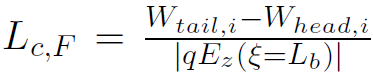 L_{c,F} = \frac{W_{tail,i} - W_{head,i}}{|qE_z(\xi=L_b)|}